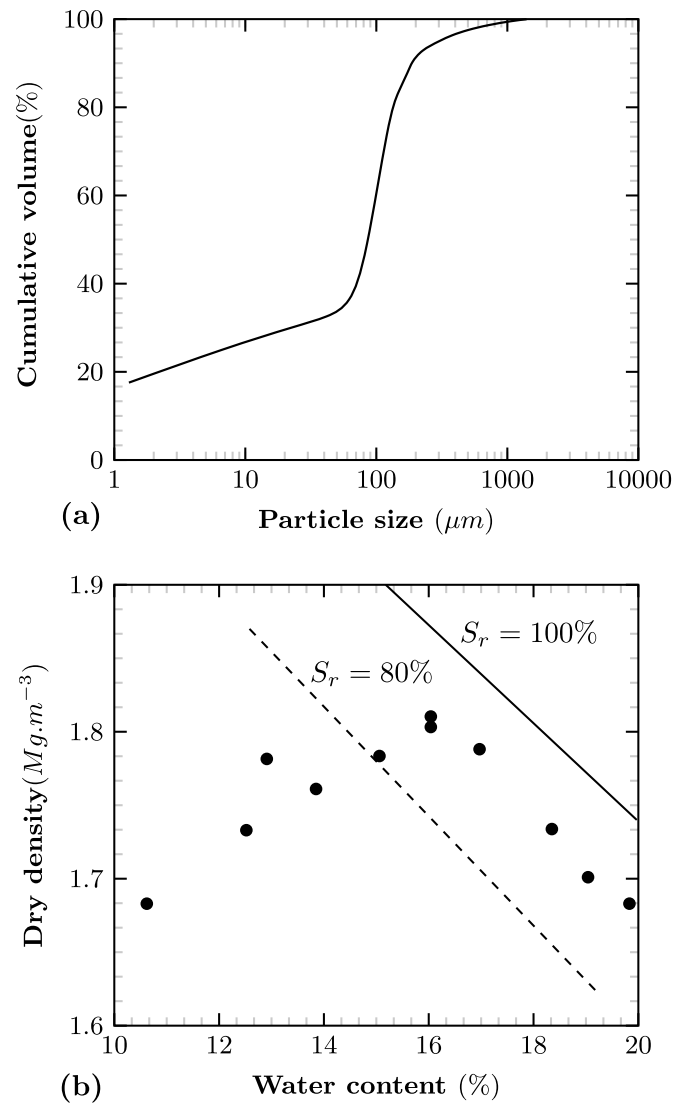 100
80
60
40
20
0
Cumulative volume(%)
1 10 100 1000 10000
(a) Particle size (μm)
1.9
1.8
1.7
1.6
Dry density(Mg.m⁻³)
S_r = 100%
S_r = 80%
10 12 14 16 18 20
(b) Water content (%)